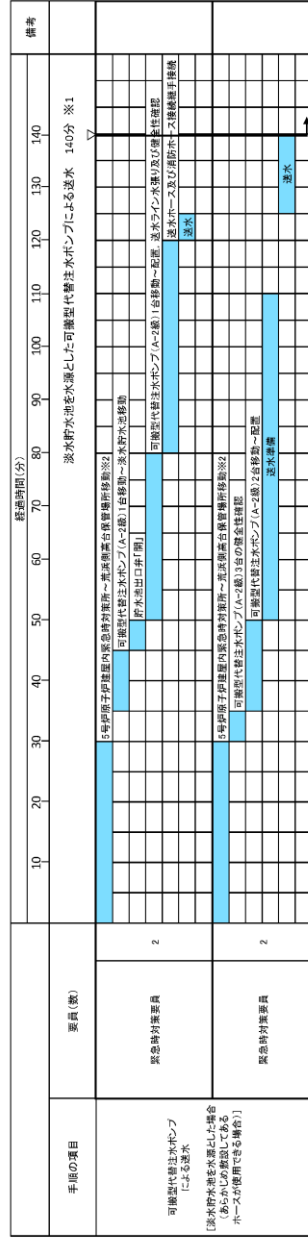 経過時間(分)
備考
手順の項目
要員(数)
10
20
30
40
50
60
70
80
90
100
110
120
130
140
淡水貯水池を水源とした可搬型代替注水ポンプによる送水 140分 ※1
可搬型代替注水ポンプ
による送水
[淡水貯水池を水源とした場合
(あらかじめ敷設してある
ホースが使用できる場合)]
緊急時対策要員
2
5号炉原子炉建屋内緊急時対策所~荒浜側高台保管場所移動※2
可搬型代替注水ポンプ(A-2級)1台移動~淡水貯水池移動
貯水池出口弁「開」
可搬型代替注水ポンプ(A-2級)1台移動~配置、送水ライン水張り及び健全性確認
送水ホース及び消防ホース接続継手接続
送水
緊急時対策要員
2
5号炉原子炉建屋内緊急時対策所~荒浜側高台保管場所移動※2
可搬型代替注水ポンプ(A-2級)3台の健全性確認
可搬型代替注水ポンプ(A-2級)2台移動~配置
送水準備
送水